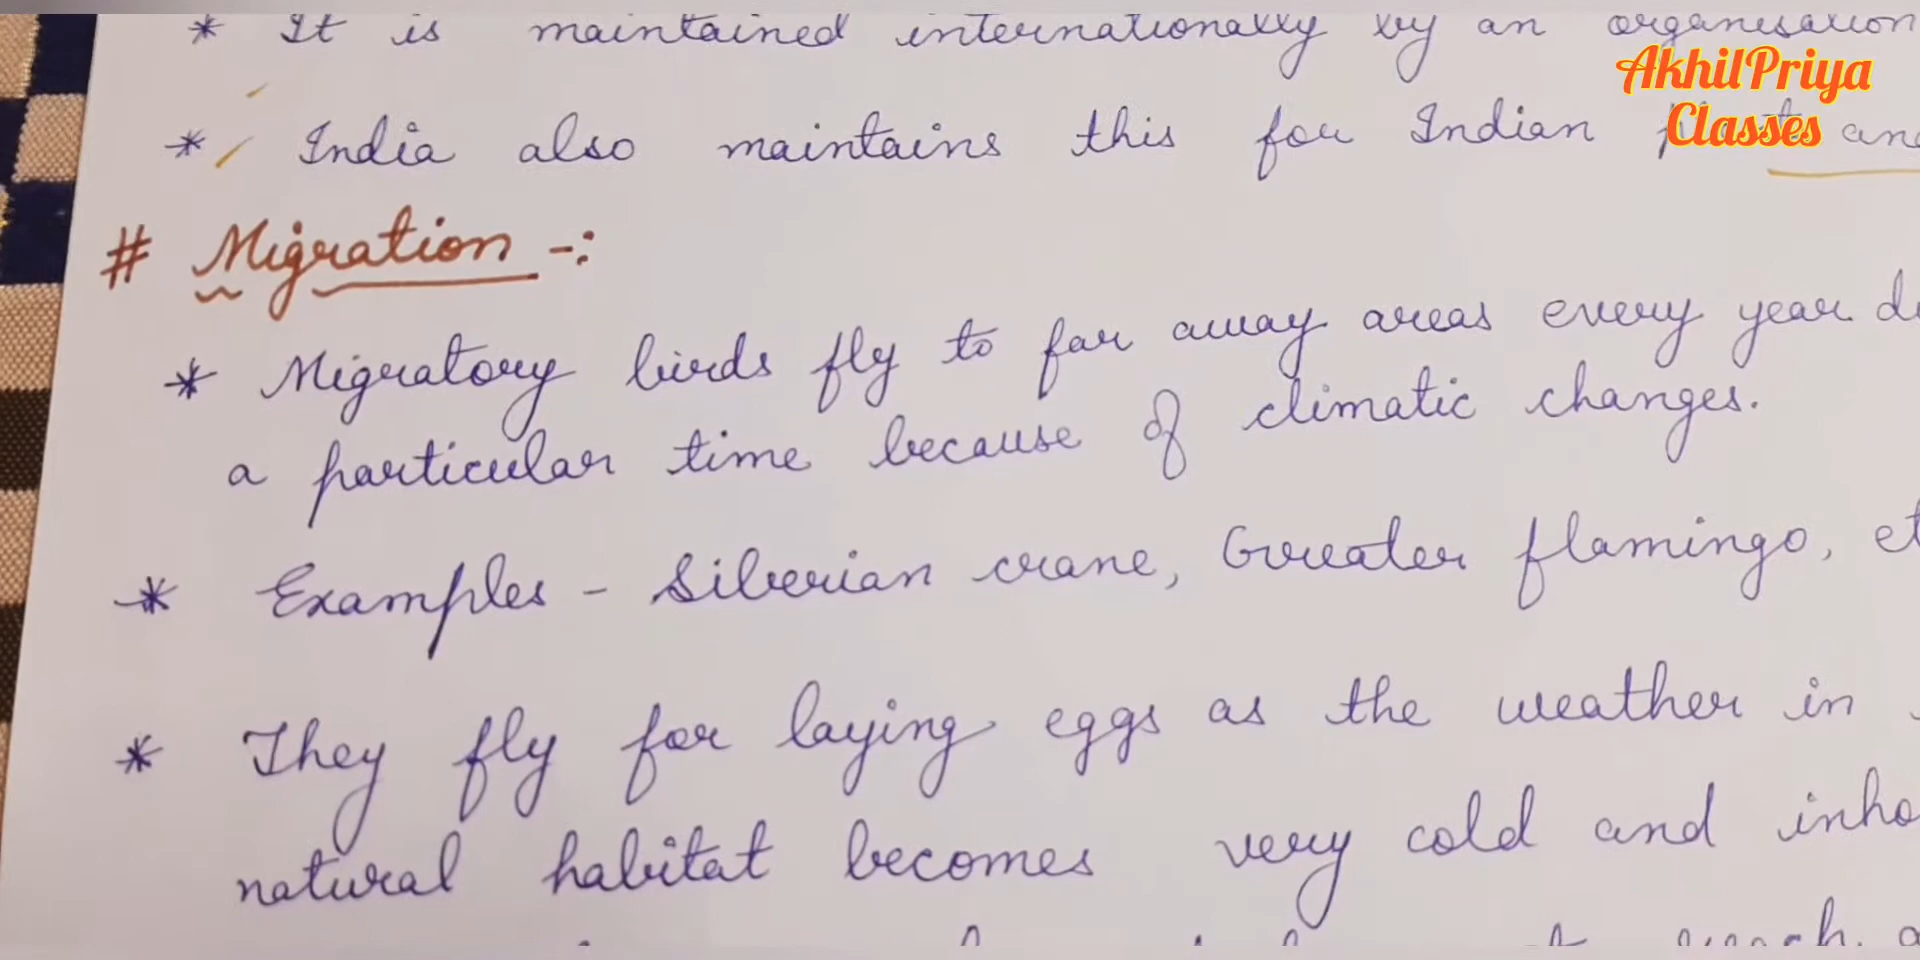 * It is maintained internationally by an organisation
AkhilPriya
Classes
* India also maintains this for Indian and
# Migration -:
* Migratory birds fly to far away areas every year
a particular time because of climatic changes.
* Examples - Siberian crane, Greater flamingo,
* They fly for laying eggs as the weather in
natural habitat becomes very cold and